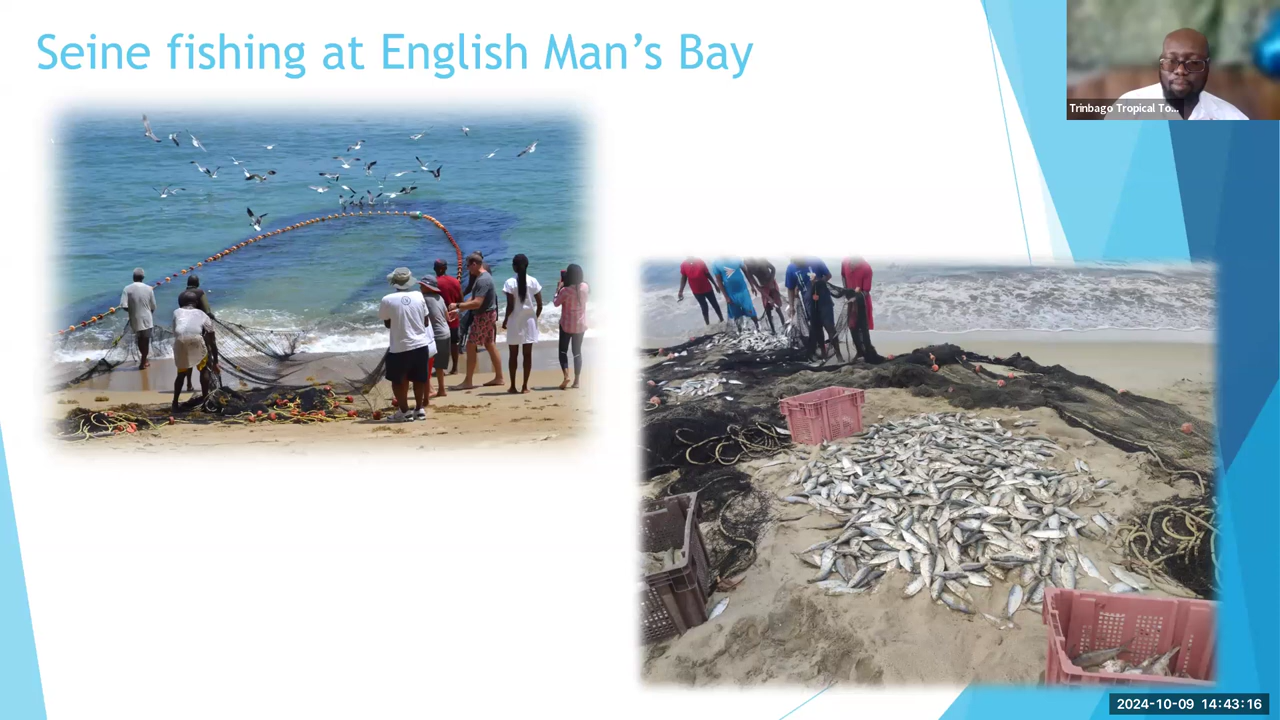 Seine fishing at English Man’s Bay
Trinbago Tropical To...
2024-10-09 14:43:16